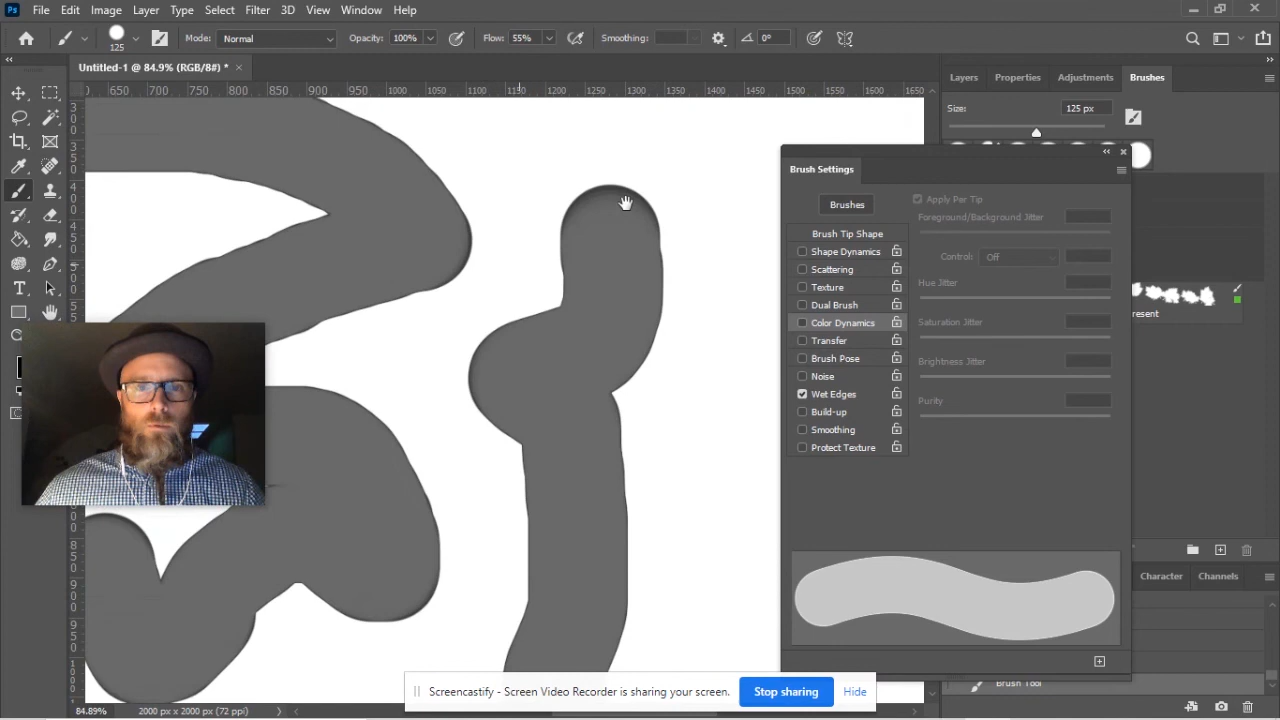 Ps File Edit Image Layer Type Select Filter 3D View Window Help
125 Mode: Normal Opacity: 100% Flow: 55% Smoothing: 0°
Untitled-1 @ 84.9% (RGB/8#) * ×
Layers Properties Adjustments Brushes
650 700 750 800 850 900 950 1000 1050 1100 1150 1200 1250 1300 1350 1400 1450 1500 1550 1600 1650
Size: 125 px
Brush Settings
Brushes
Apply Per Tip
Foreground/Background Jitter
Brush Tip Shape
Shape Dynamics
Control: Off
Scattering
Texture
Hue Jitter
Dual Brush
resent
Color Dynamics
Saturation Jitter
Transfer
Brush Pose
Brightness Jitter
Noise
Wet Edges
Purity
Build-up
Smoothing
Protect Texture
Character Channels
Brush Tool
Screencastify - Screen Video Recorder is sharing your screen. Stop sharing Hide
84.89% 2000 px x 2000 px (72 ppi)